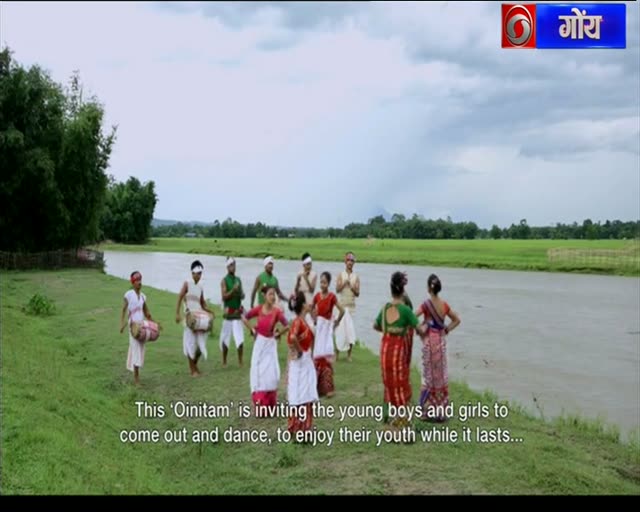 गोंय
This ‘Oinitam’ is inviting the young boys and girls to
come out and dance, to enjoy their youth while it lasts...